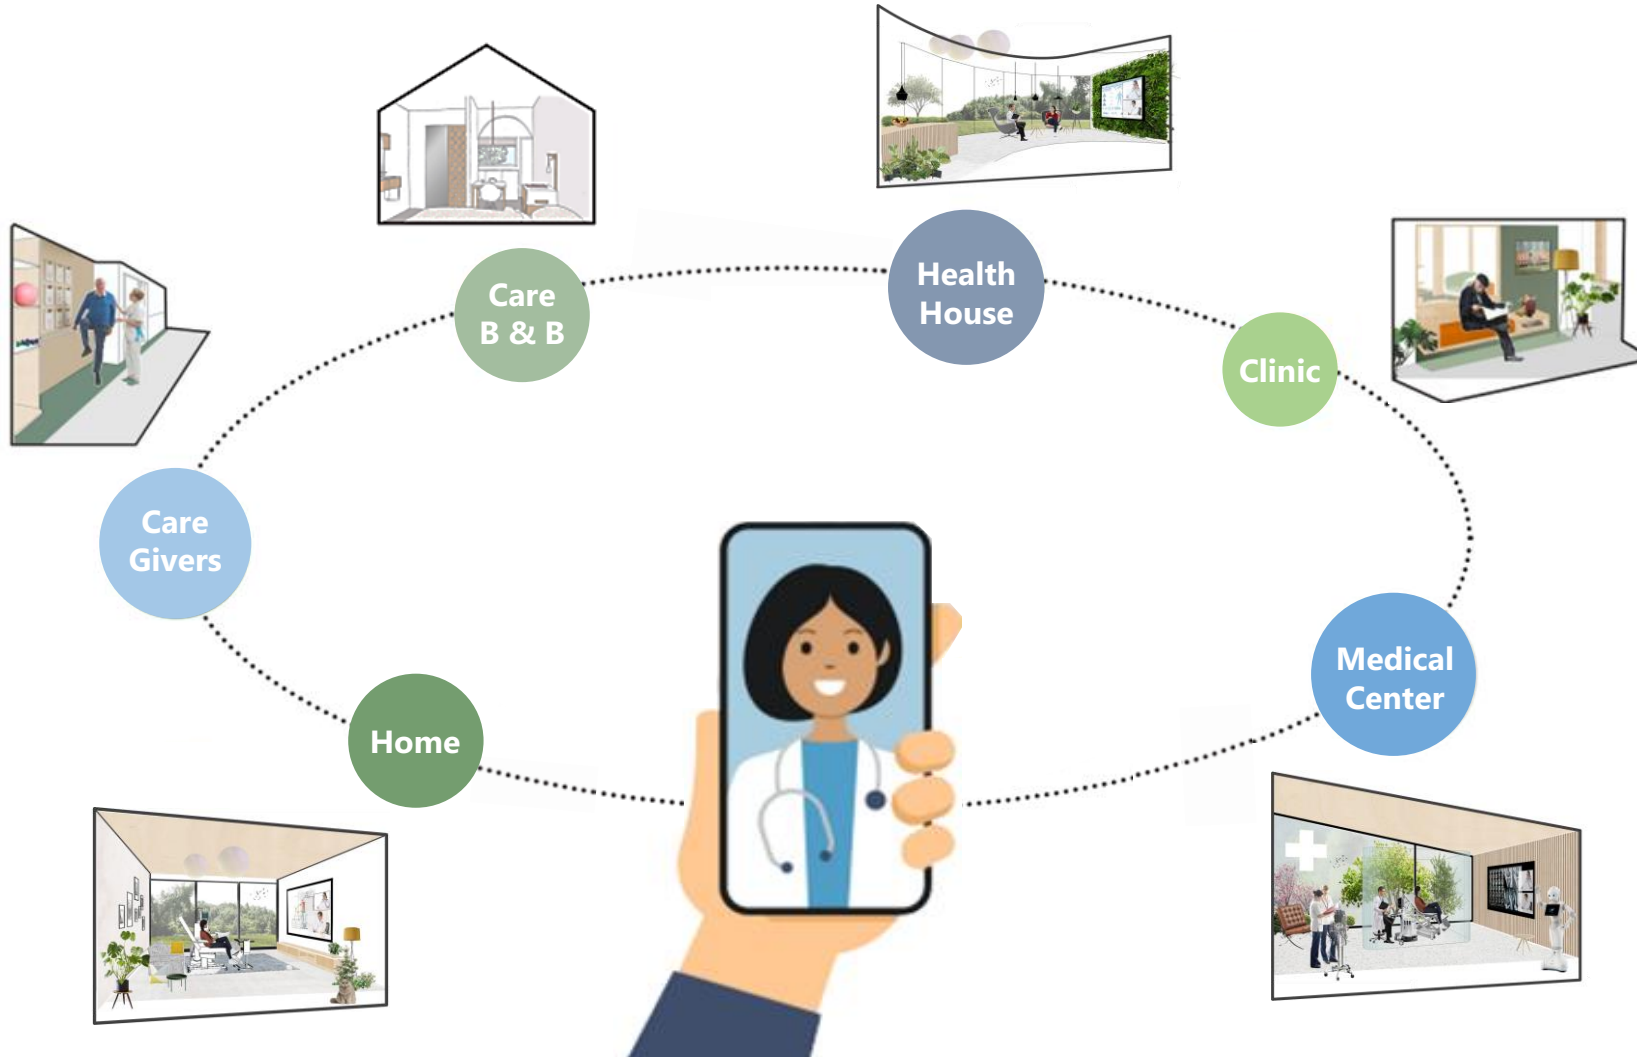 Care
B & B
Health
House
Clinic
Care
Givers
Medical
Center
Home